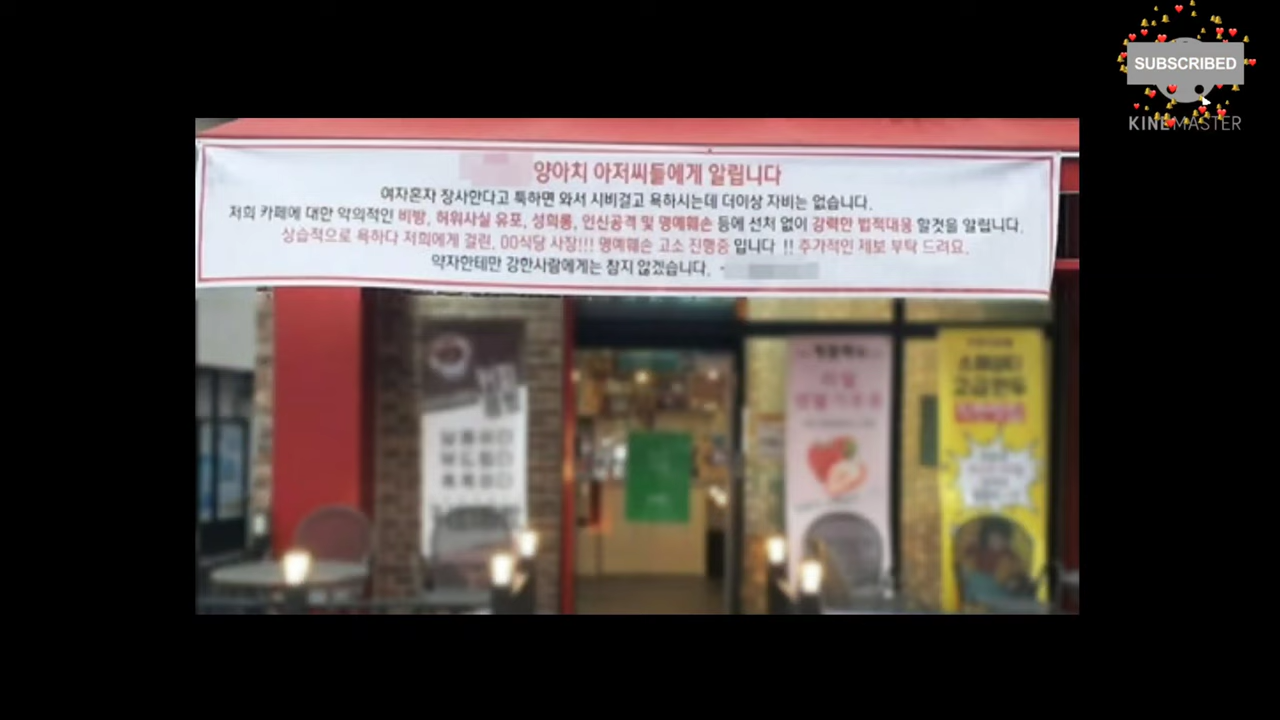 SUBSCRIBED
KINEMASTER
양아치 아저씨들에게 알립니다
여자혼자 장사한다고 툭하면 와서 시비걸고 욕하시는데 더이상 자비는 없습니다.
저희 카페에 대한 악의적인 비방, 허위사실 유포, 성희롱, 인신공격 및 명예훼손 등에 선처 없이 강력한 법적대응 할것을 알립니다.
상습적으로 욕하다 저희에게 걸린, OO식당 사장!!! 명예훼손 고소 진행중 입니다 !! 추가적인 제보 부탁 드려요.
약자한테만 강한사람에게는 참지 않겠습니다. -